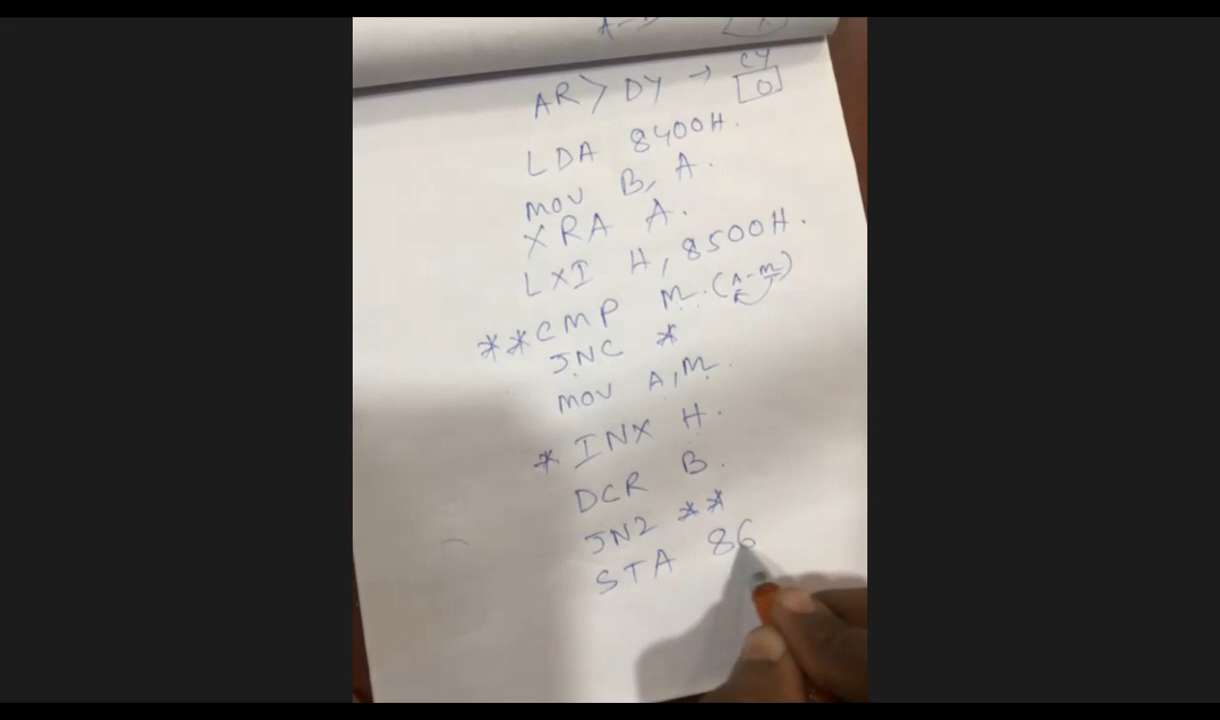 AR > DY → CY
0
LDA 8400H.
MOV B, A.
XRA A.
LXI H, 8500H.
**CMP M. (A-M)
JNC *
MOV A, M.
* INX H.
DCR B.
JNZ **
STA 86